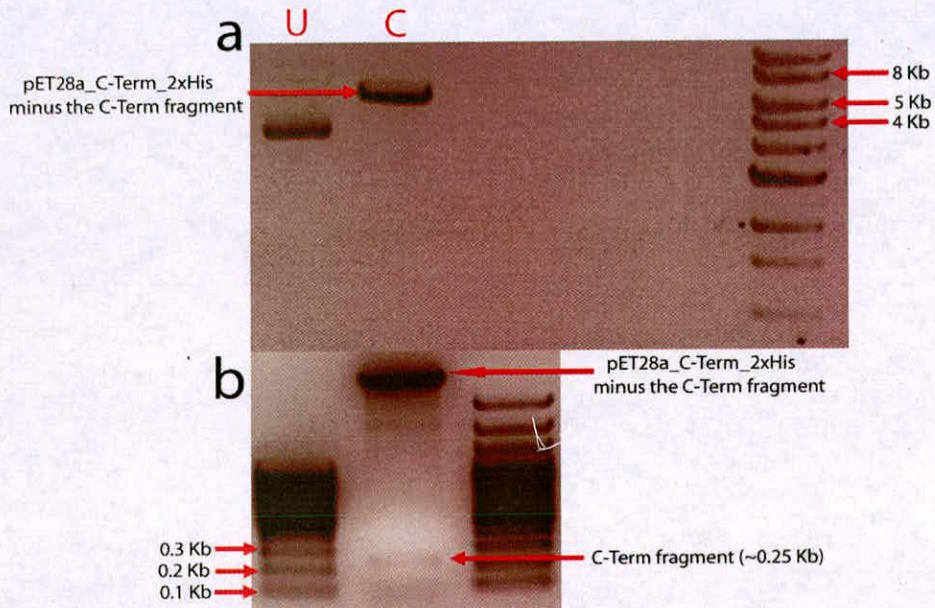 a
U
C
pET28a_C-Term_2xHis
minus the C-Term fragment
8 Kb
5 Kb
4 Kb
b
pET28a_C-Term_2xHis
minus the C-Term fragment
0.3 Kb
0.2 Kb
0.1 Kb
C-Term fragment (~0.25 Kb)